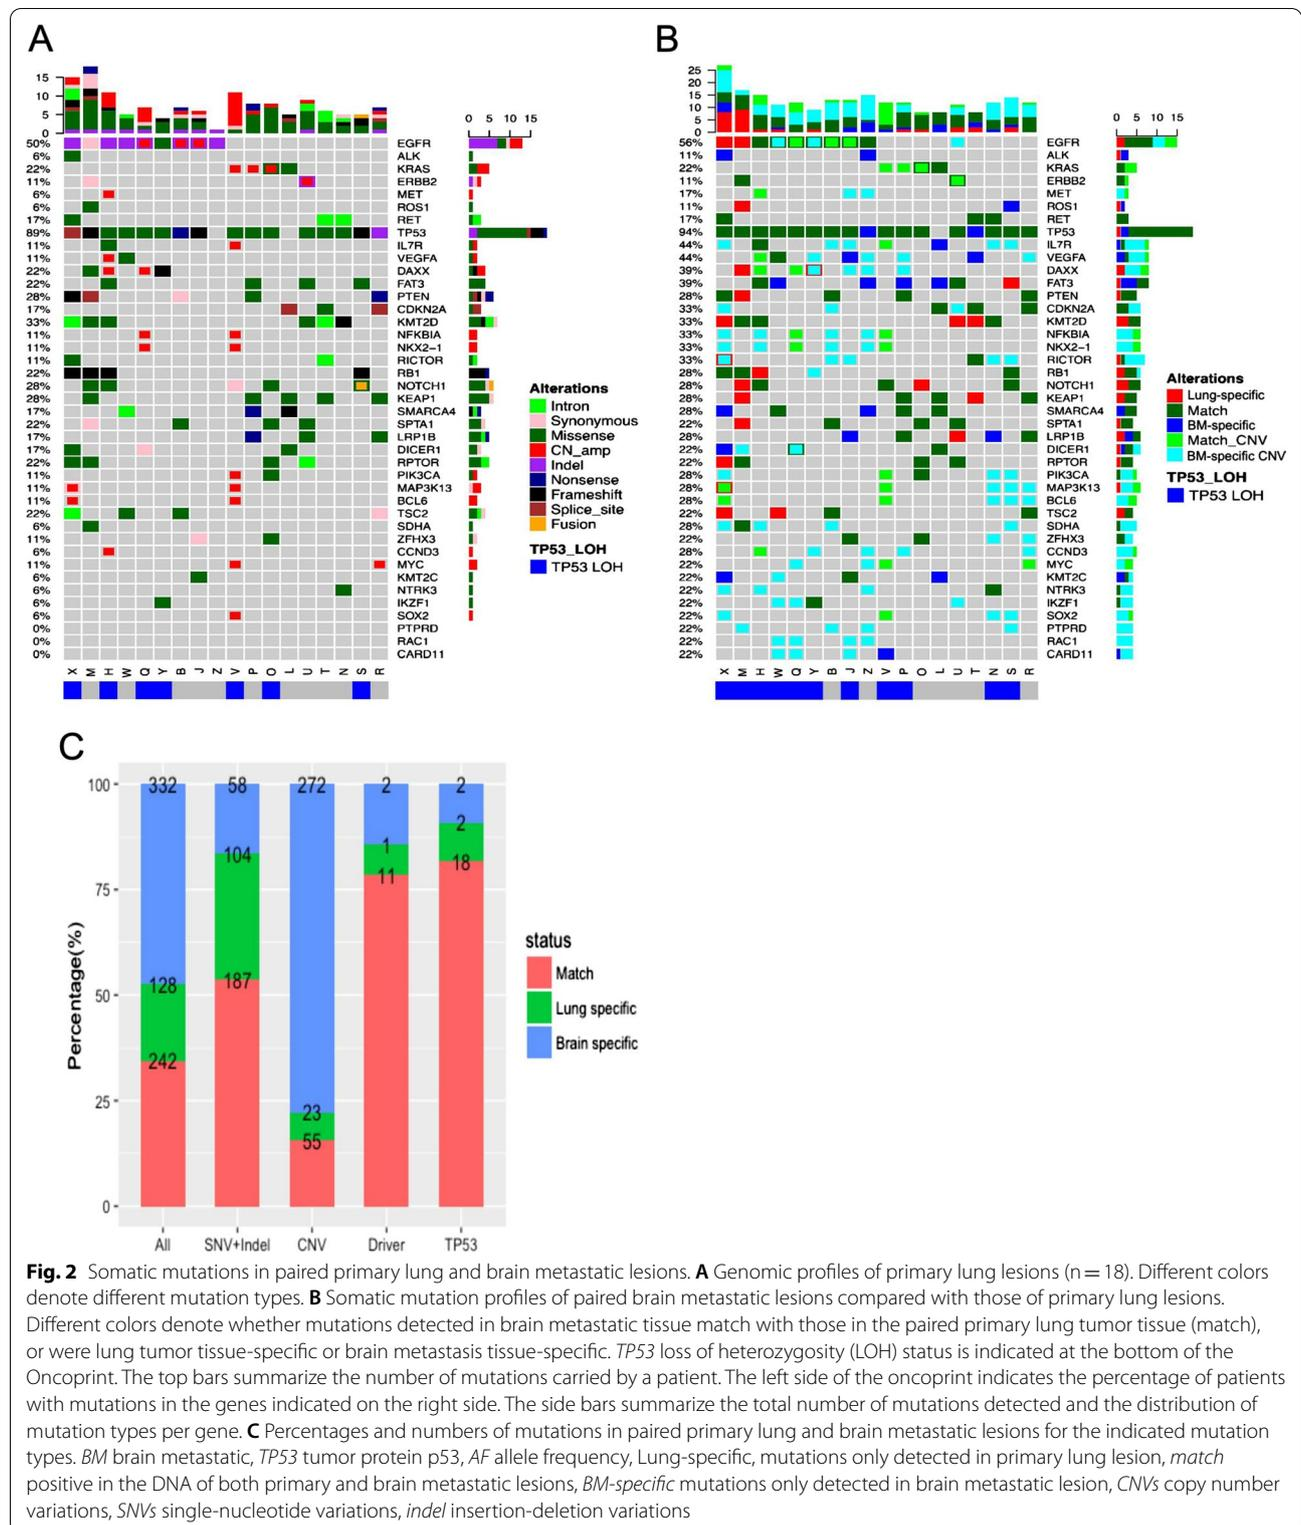 A
15
10
5
0
0 5 10 15
50% EGFR
6% ALK
22% KRAS
11% ERBB2
6% MET
6% ROS1
17% RET
89% TP53
11% IL7R
11% VEGFA
22% DAXX
22% FAT3
28% PTEN
17% CDKN2A
33% KMT2D
11% NFKBIA
11% NKX2−1
11% RICTOR
22% RB1
28% NOTCH1
28% KEAP1
17% SMARCA4
22% SPTA1
17% LRP1B
22% DICER1
22% RPTOR
11% PIK3CA
11% MAP3K13
11% BCL6
22% TSC2
6% SDHA
11% ZFHX3
6% CCND3
11% MYC
6% KMT2C
6% NTRK3
6% IKZF1
6% SOX2
0% PTPRD
0% RAC1
0% CARD11
X M H W Q Y B J Z V P O L U T N S R
Alterations
Intron
Synonymous
Missense
CN_amp
Indel
Nonsense
Frameshift
Splice_site
Fusion
TP53_LOH
TP53 LOH
B
25
20
15
10
5
0
0 5 10 15
56% EGFR
11% ALK
22% KRAS
11% ERBB2
17% MET
11% ROS1
17% RET
94% TP53
44% IL7R
44% VEGFA
39% DAXX
39% FAT3
28% PTEN
33% CDKN2A
33% KMT2D
33% NFKBIA
33% NKX2−1
33% RICTOR
28% RB1
28% NOTCH1
28% KEAP1
28% SMARCA4
22% SPTA1
28% LRP1B
22% DICER1
22% RPTOR
28% PIK3CA
28% MAP3K13
28% BCL6
22% TSC2
28% SDHA
22% ZFHX3
28% CCND3
22% MYC
22% KMT2C
22% NTRK3
22% IKZF1
22% SOX2
22% PTPRD
22% RAC1
22% CARD11
X M H W Q Y B J Z V P O L U T N S R
Alterations
Lung-specific
Match
BM-specific
Match_CNV
BM-specific CNV
TP53_LOH
TP53 LOH
C
Percentage(%)
100
75
50
25
0
332 58 272 2 2
128 104 23 1 2
242 187 55 11 18
All SNV+Indel CNV Driver TP53
status
Match
Lung specific
Brain specific
Fig. 2 Somatic mutations in paired primary lung and brain metastatic lesions. A Genomic profiles of primary lung lesions (n = 18). Different colors
denote different mutation types. B Somatic mutation profiles of paired brain metastatic lesions compared with those of primary lung lesions.
Different colors denote whether mutations detected in brain metastatic tissue match with those in the paired primary lung tumor tissue (match),
or were lung tumor tissue-specific or brain metastasis tissue-specific. TP53 loss of heterozygosity (LOH) status is indicated at the bottom of the
Oncoprint. The top bars summarize the number of mutations carried by a patient. The left side of the oncoprint indicates the percentage of patients
with mutations in the genes indicated on the right side. The side bars summarize the total number of mutations detected and the distribution of
mutation types per gene. C Percentages and numbers of mutations in paired primary lung and brain metastatic lesions for the indicated mutation
types. BM brain metastatic, TP53 tumor protein p53, AF allele frequency, Lung-specific, mutations only detected in primary lung lesion, match
positive in the DNA of both primary and brain metastatic lesions, BM-specific mutations only detected in brain metastatic lesion, CNVs copy number
variations, SNVs single-nucleotide variations, indel insertion-deletion variations